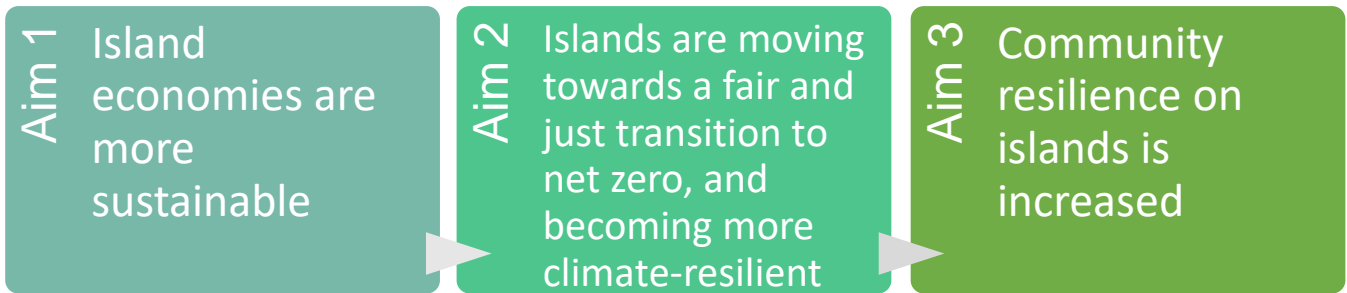 Aim 1
Island
economies are
more
sustainable
Aim 2
Islands are moving
towards a fair and
just transition to
net zero, and
becoming more
climate-resilient
Aim 3
Community
resilience on
islands is
increased